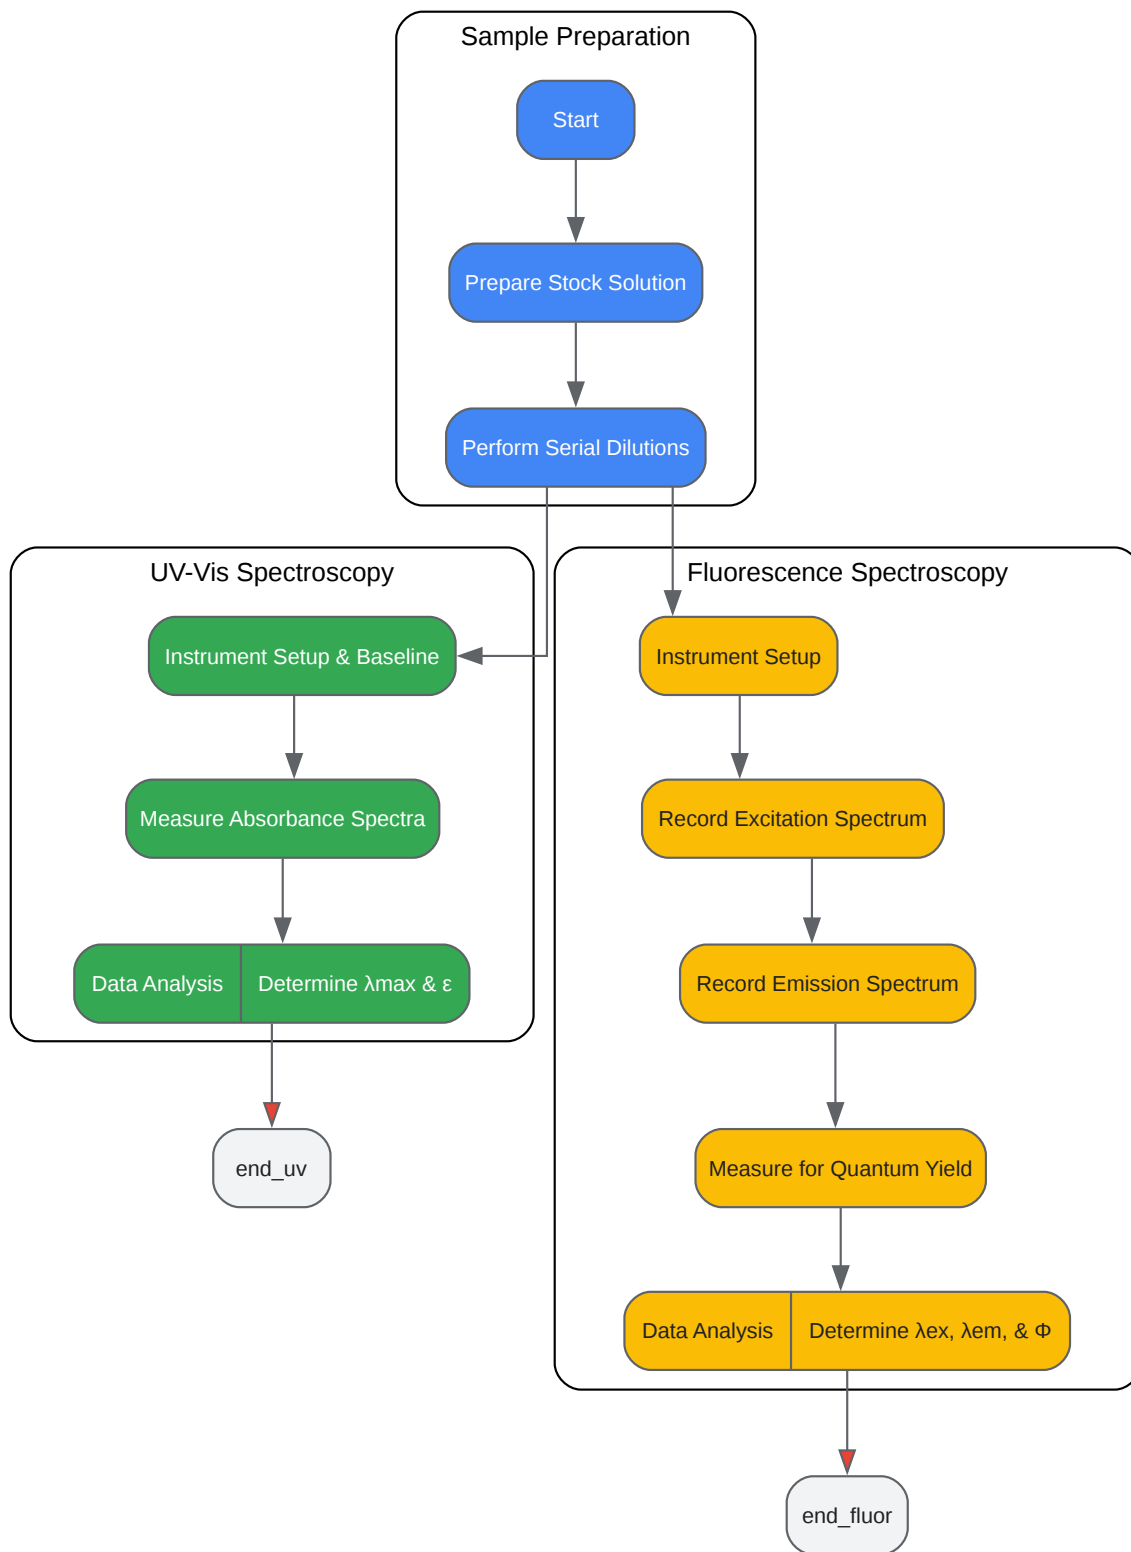 Sample Preparation
Start
Prepare Stock Solution
Perform Serial Dilutions
UV-Vis Spectroscopy
Instrument Setup & Baseline
Measure Absorbance Spectra
Data Analysis
Determine λmax & ε
end_uv
Fluorescence Spectroscopy
Instrument Setup
Record Excitation Spectrum
Record Emission Spectrum
Measure for Quantum Yield
Data Analysis
Determine λex, λem, & Φ
end_fluor